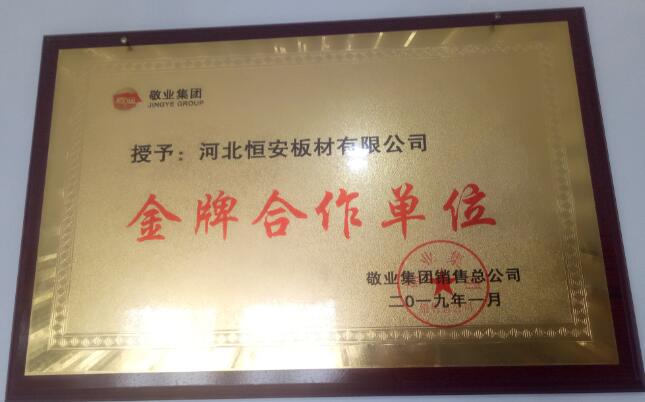 敬业集团
JINGYE GROUP
授予：河北恒安板材有限公司
金牌合作单位
敬业集团销售总公司
二0一九年一月